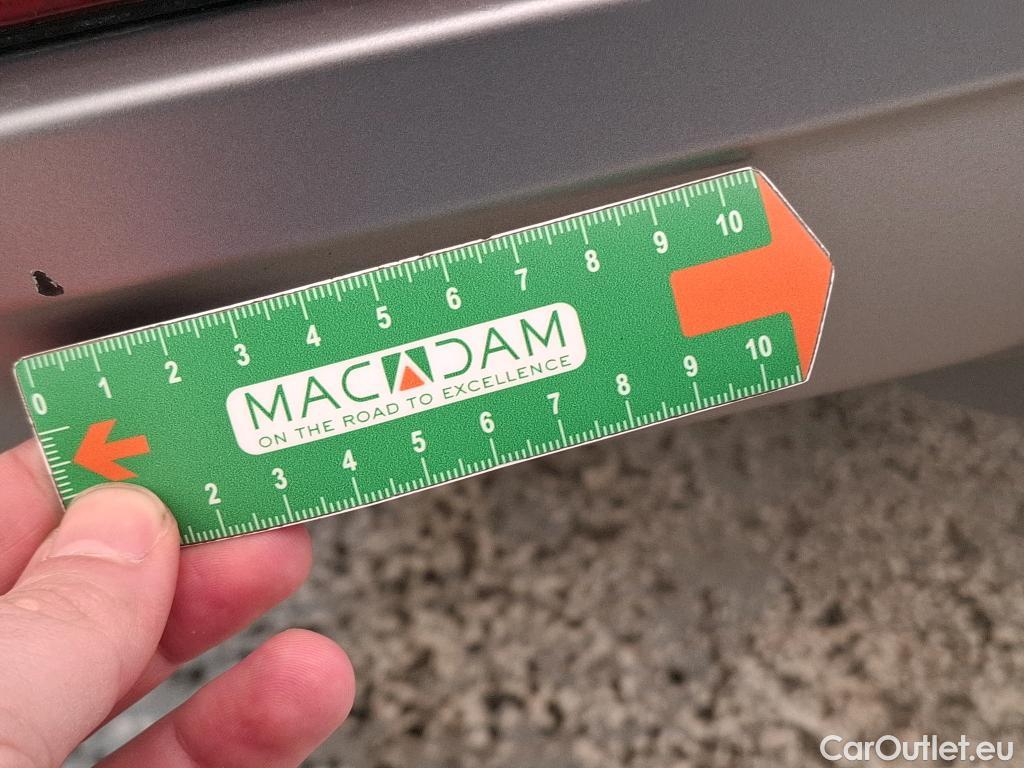 0 1 2 3 4 5 6 7 8 9 10
MACADAM
ON THE ROAD TO EXCELLENCE
2 3 4 5 6 7 8 9 10
CarOutlet.eu